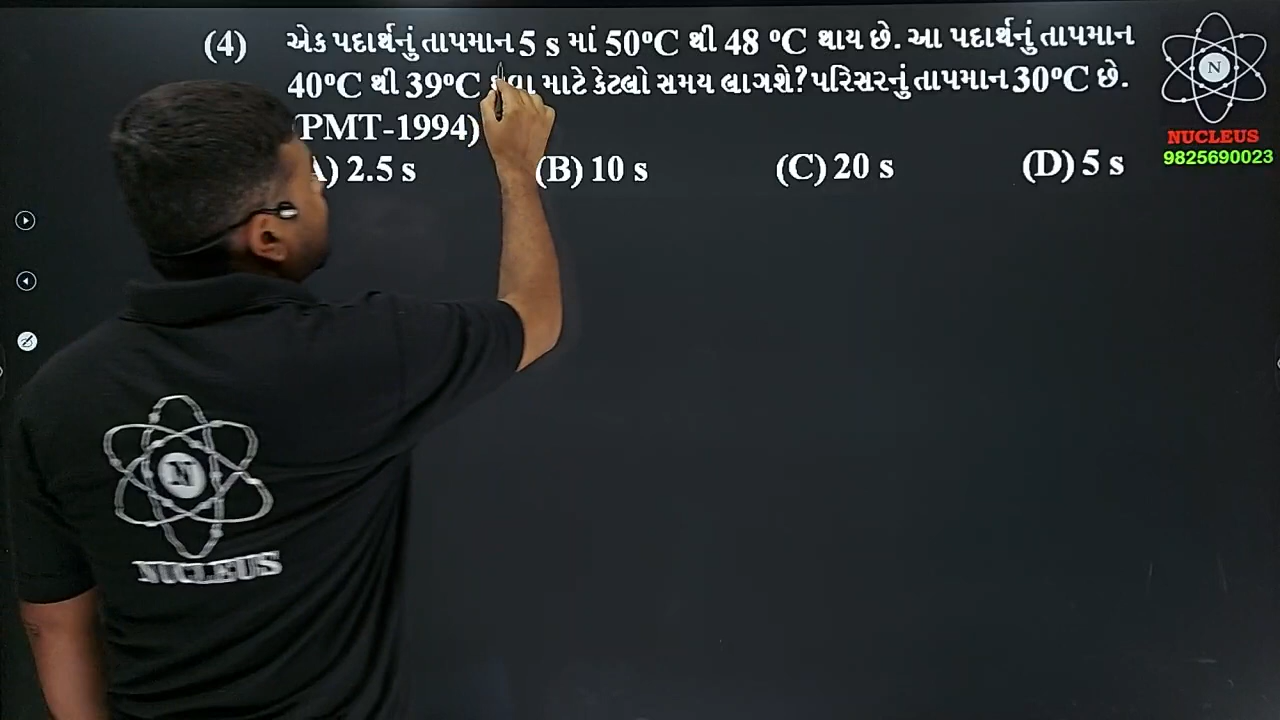 (4) એક પદાર્થનું તાપમાન 5 s માં 50°C થી 48 °C થાય છે. આ પદાર્થનું તાપમાન
40°C થી 39°C માટે કેટલો સમય લાગશે? પરિસરનું તાપમાન 30°C છે.
(PMT-1994)
A) 2.5 s (B) 10 s (C) 20 s (D) 5 s
N
NUCLEUS
9825690023
N
NUCLEUS